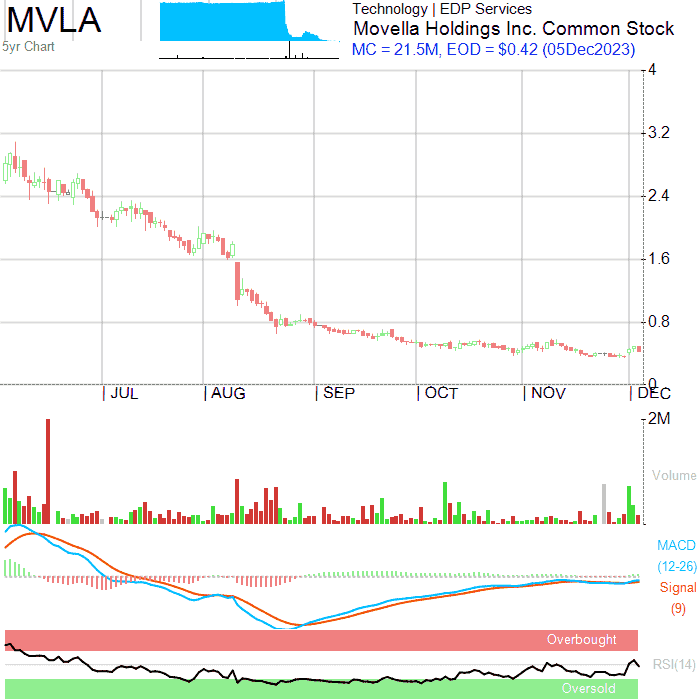 MVLA
5yr Chart
Technology | EDP Services
Movella Holdings Inc. Common Stock
MC = 21.5M, EOD = $0.42 (05Dec2023)
4
3.2
2.4
1.6
0.8
0
| JUL | AUG | SEP | OCT | NOV | DEC
2M
Volume
MACD
(12-26)
Signal
(9)
Overbought
RSI(14)
Oversold